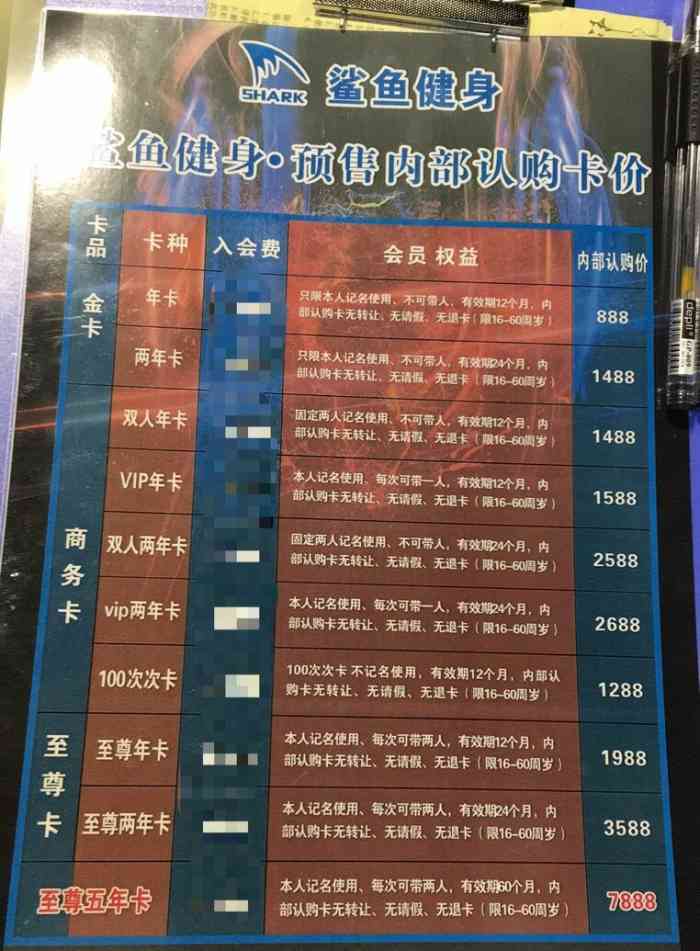 SHARK 鲨鱼健身
鲨鱼健身·预售内部认购卡价
卡品 卡种 入会费 会员 权益 内部认购价
金卡
年卡 只限本人记名使用、不可带人，有效期12个月，内
部认购卡无转让、无请假、无退卡（限16-60周岁） 888
两年卡 只限本人记名使用、不可带人，有效期24个月，内
部认购卡无转让、无请假、无退卡（限16-60周岁） 1488
商务卡
双人年卡 固定两人记名使用、不可带人，有效期12个月，内
部认购卡无转让、无请假、无退卡（限16-60周岁） 1488
VIP年卡 本人记名使用、每次可带一人，有效期12个月，内
部认购卡无转让、无请假、无退卡（限16-60周岁） 1588
双人两年卡 固定两人记名使用、不可带人，有效期24个月，内
部认购卡无转让、无请假、无退卡（限16-60周岁） 2588
vip两年卡 本人记名使用、每次可带一人，有效期24个月，内
部认购卡无转让、无请假、无退卡（限16-60周岁） 2688
100次次卡 100次次卡 不记名使用，有效期12个月，内部认
购卡无转让、无请假、无退卡（限16-60周岁） 1288
至尊卡
至尊年卡 本人记名使用、每次可带两人，有效期12个月，内
部认购卡无转让、无请假、无退卡（限16-60周岁） 1988
至尊两年卡 本人记名使用、每次可带两人，有效期24个月，内
部认购卡无转让、无请假、无退卡（限16-60周岁） 3588
至尊五年卡 本人记名使用、每次可带两人，有效期60个月，内
部认购卡无转让、无请假、无退卡（限16-60周岁） 7888